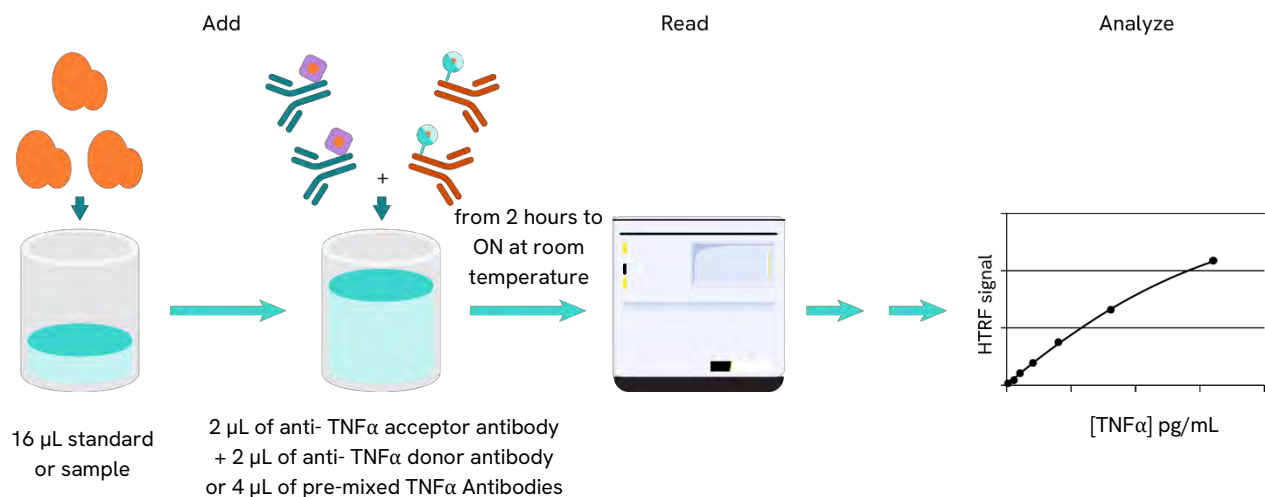 Add
Read
Analyze
+
from 2 hours to
ON at room
temperature
HTRF signal
[TNFα] pg/mL
16 µL standard
or sample
2 µL of anti- TNFα acceptor antibody
+ 2 µL of anti- TNFα donor antibody
or 4 µL of pre-mixed TNFα Antibodies